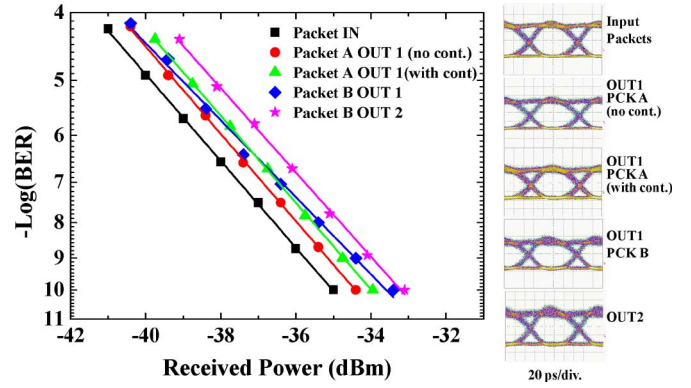 4
5
6
7
8
9
10
11
-Log(BER)
-42
-40
-38
-36
-34
-32
Received Power (dBm)
Packet IN
Packet A OUT 1 (no cont.)
Packet A OUT 1(with cont)
Packet B OUT 1
Packet B OUT 2
Input
Packets
OUT1
PCK A
(no cont.)
OUT1
PCK A
(with cont.)
OUT1
PCK B
OUT2
20 ps/div.